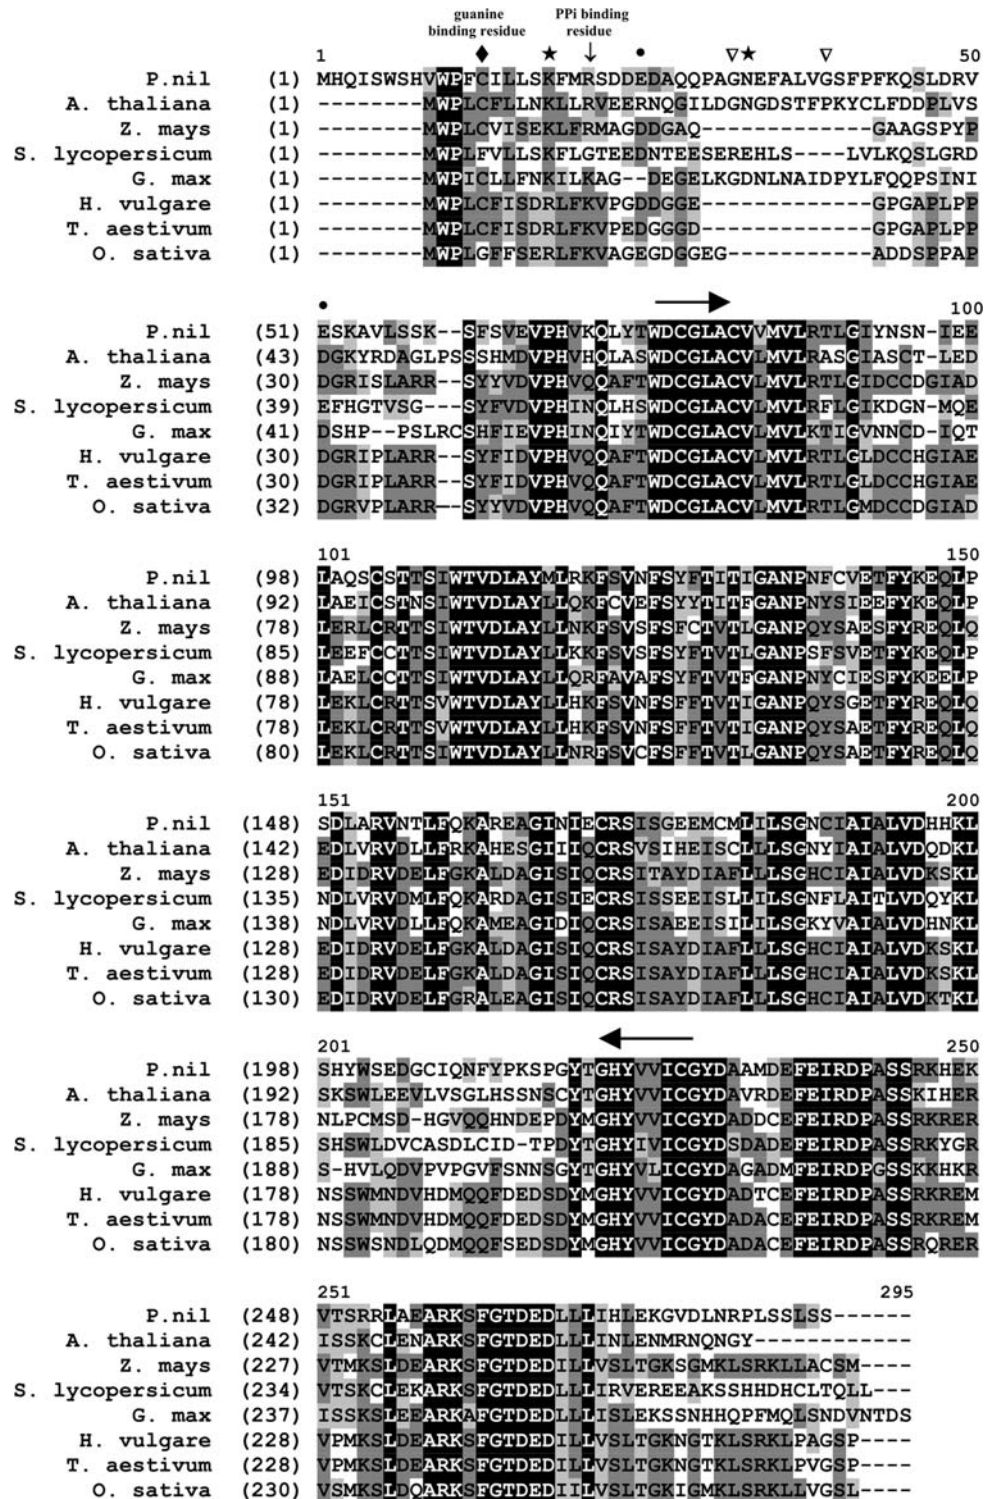 guanine binding residue PPi binding residue
1 ◆ ★ ↓ • ▽ ★ ▽ 50
P.nil (1) MHQISWSHVWPFCILLSKFMRSDDEDAQQPAGNEFALVGSFPFKQSLDRV
A. thaliana (1) --------MWPLCFLLNKLLRVEERNQGILDGNGDSTFPKYCLFDDPLVS
Z. mays (1) --------MWPLCVISEKLFRMAGDDGAQ-------------GAAGSPYP
S. lycopersicum (1) --------MWPLFVLLSKFLGTEEDNTEESEREHLS---LVLKQSLGRD
G. max (1) --------MWPICLLFNKILKAG--DEGELKGDNLNAIDPYLFQQPSINI
H. vulgare (1) --------MWPLCFISDRLFKVPGDDGGE-------------GPGAPLPP
T. aestivum (1) --------MWPLCFISDRLFKVPEDGGGD-------------GPGAPLPP
O. sativa (1) --------MWPLGFFSERLFKVAGEGDGGEG-----------ADDSPPAP
• → 100
P.nil (51) ESKAVLSSK--SFSVEVPHVKQLYTWDCGLACVVMVLRTLGIYNSN-IEE
A. thaliana (43) DGKYRDAGLPSSSHMDVPHVHQLASWDCGLACVLMVLRASGIASCT-LED
Z. mays (30) DGRISLARR--SYYVDVPHVQQAFTWDCGLACVLMVLRTLGIDCCDGIAD
S. lycopersicum (39) EFHGTVSG---SYFVDVPHINQLHSWDCGLACVLMVLRFLGIKDGN-MQE
G. max (41) DSHP--PSLRCSHFIEVPHINQIYTWDCGLACVLMVLKTIGVNNCD-IQT
H. vulgare (30) DGRIPLARR--SYFIDVPHVQQAFTWDCGLACVLMVLRTLGLDCCHGIAE
T. aestivum (30) DGRIPLARR--SYFIDVPHVQQAFTWDCGLACVLMVLRTLGLDCCHGIAE
O. sativa (32) DGRVPLARR--SYYVDVPHVQQAFTWDCGLACVLMVLRTLGMDCCDGIAD
101 150
P.nil (98) LAQSCSTTSIWTVDLAYMLRKFSVNFSYFTITIGANPNFCVETFYKEQLP
A. thaliana (92) LAEICSTNSIWTVDLAYLLQKFCVEFSYYTITFGANPNYSIEEFYKEQLP
Z. mays (78) LERLCRTTSIWTVDLAYLLNKFSVSFSFCTVTLGANPQYSAESFYREQLQ
S. lycopersicum (85) LEEFCCTTSIWTVDLAYLLKKFSVSFSYFTVTLGANPSFSVETFYKEQLP
G. max (88) LAELCCTTSIWTVDLAYLLQRFAVAFSYFTVTFGANPNYCIESFYKEELP
H. vulgare (78) LEKLCRTTSVWTVDLAYLLHKFSVNFSFFTVTIGANPQYSGETFYREQLQ
T. aestivum (78) LEKLCRTTSVWTVDLAYLLHKFSVNFSFFTVTIGANPQYSAETFYREQLQ
O. sativa (80) LEKLCRTTSIWTVDLAYLLNRFSVCFSFFTVTLGANPQYSAETFYREQLQ
151 200
P.nil (148) SDLARVNTLFQKAREAGINIECRSISGEEMCMLILSGNCIAIALVDHHKL
A. thaliana (142) EDLVRVDLLFRKAHESGIIIQCRSVSIHEISCLLLSGNYIAIALVDQDKL
Z. mays (128) EDIDRVDELFGKALDAGISIQCRSITAYDIAFLLLSGHCIAIALVDKSKL
S. lycopersicum (135) NDLVRVDMLFQKARDAGISIECRSISSEEISLLILSGNFLAITLVDQYKL
G. max (138) NDLVRVDLLFQKAMEAGIDIQCRSISAEEISILILSGKYVAIALVDHNKL
H. vulgare (128) EDIDRVDELFGKALDAGISIQCRSISAYDIAFLLLSGHCIAIALVDKSKL
T. aestivum (128) EDIDRVDELFGKALDAGISIQCRSISAYDIAFLLLSGHCIAIALVDKSKL
O. sativa (130) EDIDRVDELFGRALEAGISIQCRSISAYDIAFLLLSGHCIAIALVDKTKL
201 ← 250
P.nil (198) SHYWSEDGCIQNFYPKSPGYTGHYVVICGYDAAMDEFEIRDPASSRKHEK
A. thaliana (192) SKSWLEEVLVSGLHSSNSCYTGHYVVICGYDAVRDEFEIRDPASSKIHER
Z. mays (178) NLPCMSD-HGVQQHNDEPDYMGHYVVICGYDADDCEFEIRDPASSRKHER
S. lycopersicum (185) SHSWLDVCASDLCID-TPDYTGHYIVICGYDSDADEFEIRDPASSRKYGR
G. max (188) S-HVLQDVPVPGVFSNNSGYTGHYVLICGYDAGADMFEIRDPGSSKKHKR
H. vulgare (178) NSSWMNDVHDMQQFDEDSDYMGHYVVICGYDADTCEFEIRDPASSRKREM
T. aestivum (178) NSSWMNDVHDMQQFDEDSDYMGHYVVICGYDADACEFEIRDPASSRKREM
O. sativa (180) NSSWSNDLQDMQQFSEDSDYMGHYVVICGYDADACEFEIRDPASSRQRER
251 295
P.nil (248) VTSRRLAEARKSFGTDEDLLLIHLEKGVDLNRPLSSLSS------
A. thaliana (242) ISSKCLENARKSFGTDEDLLLINLENMRNQNGY------------
Z. mays (227) VTMKSLDEARKSFGTDEDILLVSLTGKSGMKLSRKLLACSM----
S. lycopersicum (234) VTSKCLEKARKSFGTDEDLLLIRVEREEAKSSHHDHCLTQLL---
G. max (237) ISSKSLEEARKAFGTDEDLLLISLEKSSNHHQPFMQLSNDVNTDS
H. vulgare (228) VPMKSLDEARKSFGTDEDILLVSLTGKNGTKLSRKLPAGSP----
T. aestivum (228) VPMKSLDEARKSFGTDEDILLVSLTGKNGTKLSRKLPVGSP----
O. sativa (230) VSMKSLDQARKSFGTDEDILLVSLTGKIGMKLSRKLLVGSL----